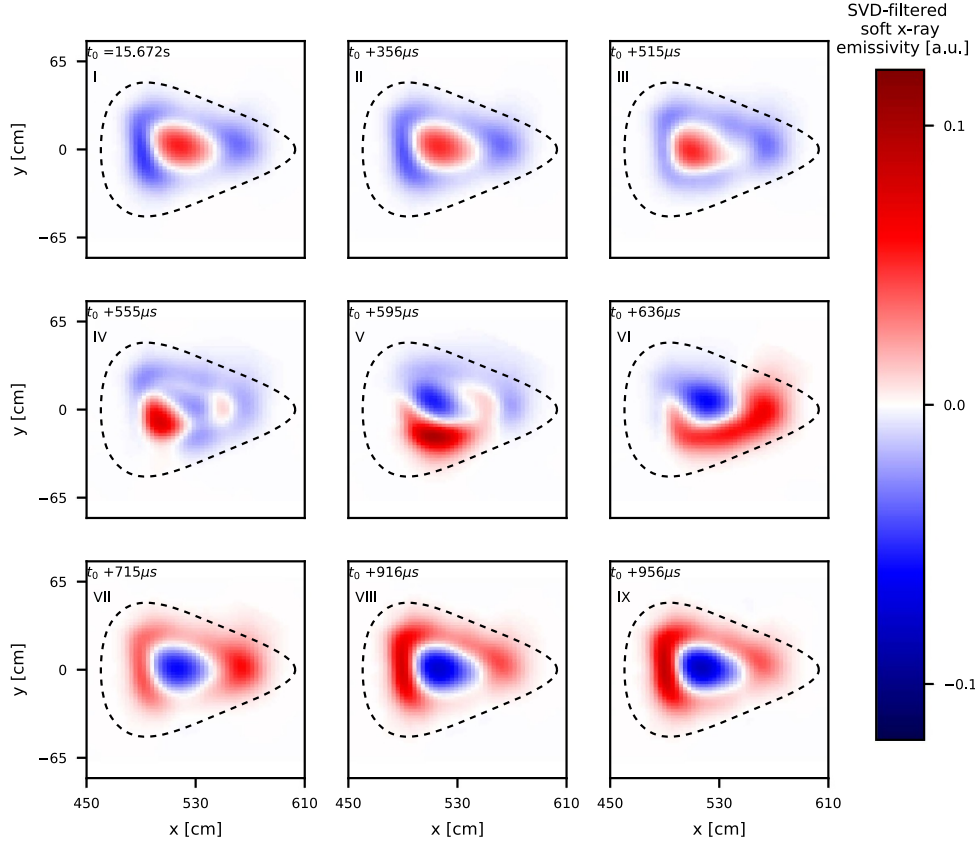 SVD-filtered
soft x-ray
emissivity [a.u.]
t₀ =15.672s
I
t₀ +356μs
II
t₀ +515μs
III
65
0
−65
y [cm]
t₀ +555μs
IV
t₀ +595μs
V
t₀ +636μs
VI
65
0
−65
y [cm]
t₀ +715μs
VII
t₀ +916μs
VIII
t₀ +956μs
IX
65
0
−65
y [cm]
450 530 610
450 530 610
450 530 610
x [cm]
x [cm]
x [cm]
0.1
0.0
−0.1